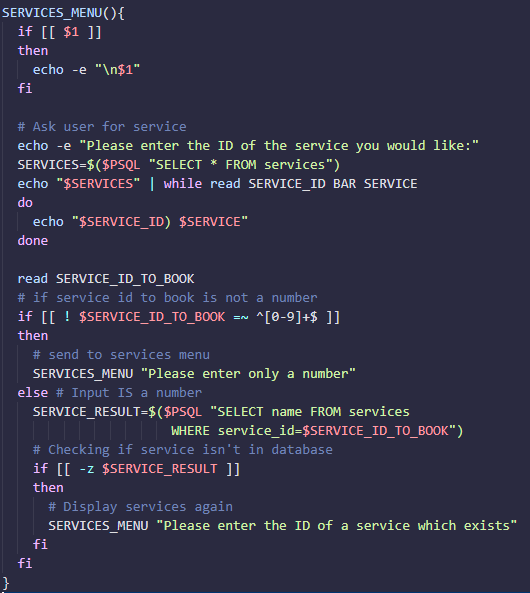 SERVICES_MENU(){
  if [[ $1 ]]
  then
    echo -e "\n$1"
  fi

  # Ask user for service
  echo -e "Please enter the ID of the service you would like:"
  SERVICES=$($PSQL "SELECT * FROM services")
  echo "$SERVICES" | while read SERVICE_ID BAR SERVICE
  do
    echo "$SERVICE_ID) $SERVICE"
  done

  read SERVICE_ID_TO_BOOK
  # if service id to book is not a number
  if [[ ! $SERVICE_ID_TO_BOOK =~ ^[0-9]+$ ]]
  then
    # send to services menu
    SERVICES_MENU "Please enter only a number"
  else # Input IS a number
    SERVICE_RESULT=$($PSQL "SELECT name FROM services
                      WHERE service_id=$SERVICE_ID_TO_BOOK")
    # Checking if service isn't in database
    if [[ -z $SERVICE_RESULT ]]
    then
      # Display services again
      SERVICES_MENU "Please enter the ID of a service which exists"
    fi
  fi
}